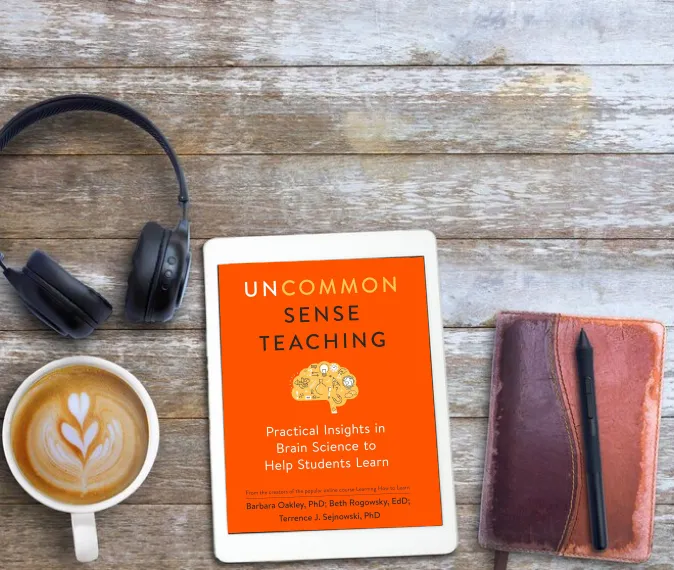 UNCOMMON
SENSE
TEACHING
Practical Insights in
Brain Science to
Help Students Learn
From the creators of the popular online course Learning How to Learn
Barbara Oakley, PhD; Beth Rogowsky, EdD;
Terrence J. Sejnowski, PhD